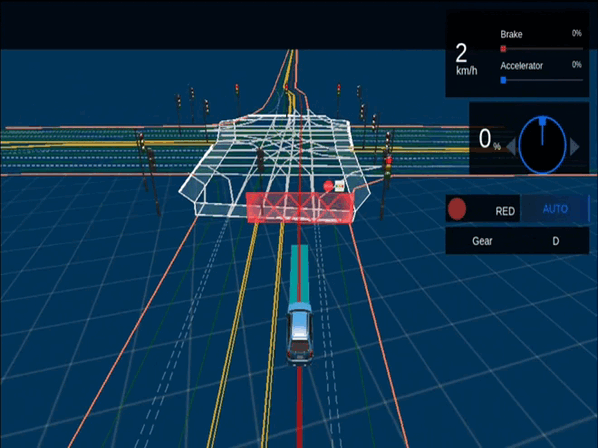 Brake 0%
2
km/h
Accelerator 0%
0 %
RED AUTO
Gear D